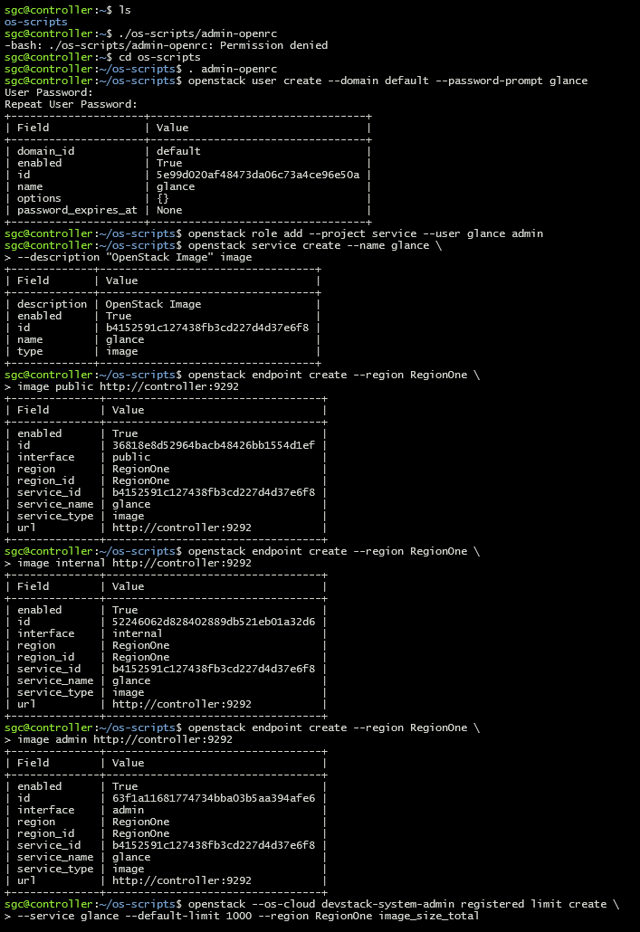 sgc@controller:~$ ls
os-scripts
sgc@controller:~$ ./os-scripts/admin-openrc
-bash: ./os-scripts/admin-openrc: Permission denied
sgc@controller:~$ cd os-scripts
sgc@controller:~/os-scripts$ . admin-openrc
sgc@controller:~/os-scripts$ openstack user create --domain default --password-prompt glance
User Password:
Repeat User Password:
+---------------------+----------------------------------+
| Field               | Value                            |
+---------------------+----------------------------------+
| domain_id           | default                          |
| enabled             | True                             |
| id                  | 5e99d020af48473da06c73a4ce96e50a |
| name                | glance                           |
| options             | {}                               |
| password_expires_at | None                             |
+---------------------+----------------------------------+
sgc@controller:~/os-scripts$ openstack role add --project service --user glance admin
sgc@controller:~/os-scripts$ openstack service create --name glance \
> --description "OpenStack Image" image
+-------------+----------------------------------+
| Field       | Value                            |
+-------------+----------------------------------+
| description | OpenStack Image                  |
| enabled     | True                             |
| id          | b4152591c127438fb3cd227d4d37e6f8 |
| name        | glance                           |
| type        | image                            |
+-------------+----------------------------------+
sgc@controller:~/os-scripts$ openstack endpoint create --region RegionOne \
> image public http://controller:9292
+--------------+----------------------------------+
| Field        | Value                            |
+--------------+----------------------------------+
| enabled      | True                             |
| id           | 36818e8d52964bacb48426bb1554d1ef |
| interface    | public                           |
| region       | RegionOne                        |
| region_id    | RegionOne                        |
| service_id   | b4152591c127438fb3cd227d4d37e6f8 |
| service_name | glance                           |
| service_type | image                            |
| url          | http://controller:9292           |
+--------------+----------------------------------+
sgc@controller:~/os-scripts$ openstack endpoint create --region RegionOne \
> image internal http://controller:9292
+--------------+----------------------------------+
| Field        | Value                            |
+--------------+----------------------------------+
| enabled      | True                             |
| id           | 52246062d828402889db521eb01a32d6 |
| interface    | internal                         |
| region       | RegionOne                        |
| region_id    | RegionOne                        |
| service_id   | b4152591c127438fb3cd227d4d37e6f8 |
| service_name | glance                           |
| service_type | image                            |
| url          | http://controller:9292           |
+--------------+----------------------------------+
sgc@controller:~/os-scripts$ openstack endpoint create --region RegionOne \
> image admin http://controller:9292
+--------------+----------------------------------+
| Field        | Value                            |
+--------------+----------------------------------+
| enabled      | True                             |
| id           | 63f1a11681774734bba03b5aa394afe6 |
| interface    | admin                            |
| region       | RegionOne                        |
| region_id    | RegionOne                        |
| service_id   | b4152591c127438fb3cd227d4d37e6f8 |
| service_name | glance                           |
| service_type | image                            |
| url          | http://controller:9292           |
+--------------+----------------------------------+
sgc@controller:~/os-scripts$ openstack --os-cloud devstack-system-admin registered limit create \
> --service glance --default-limit 1000 --region RegionOne image_size_total